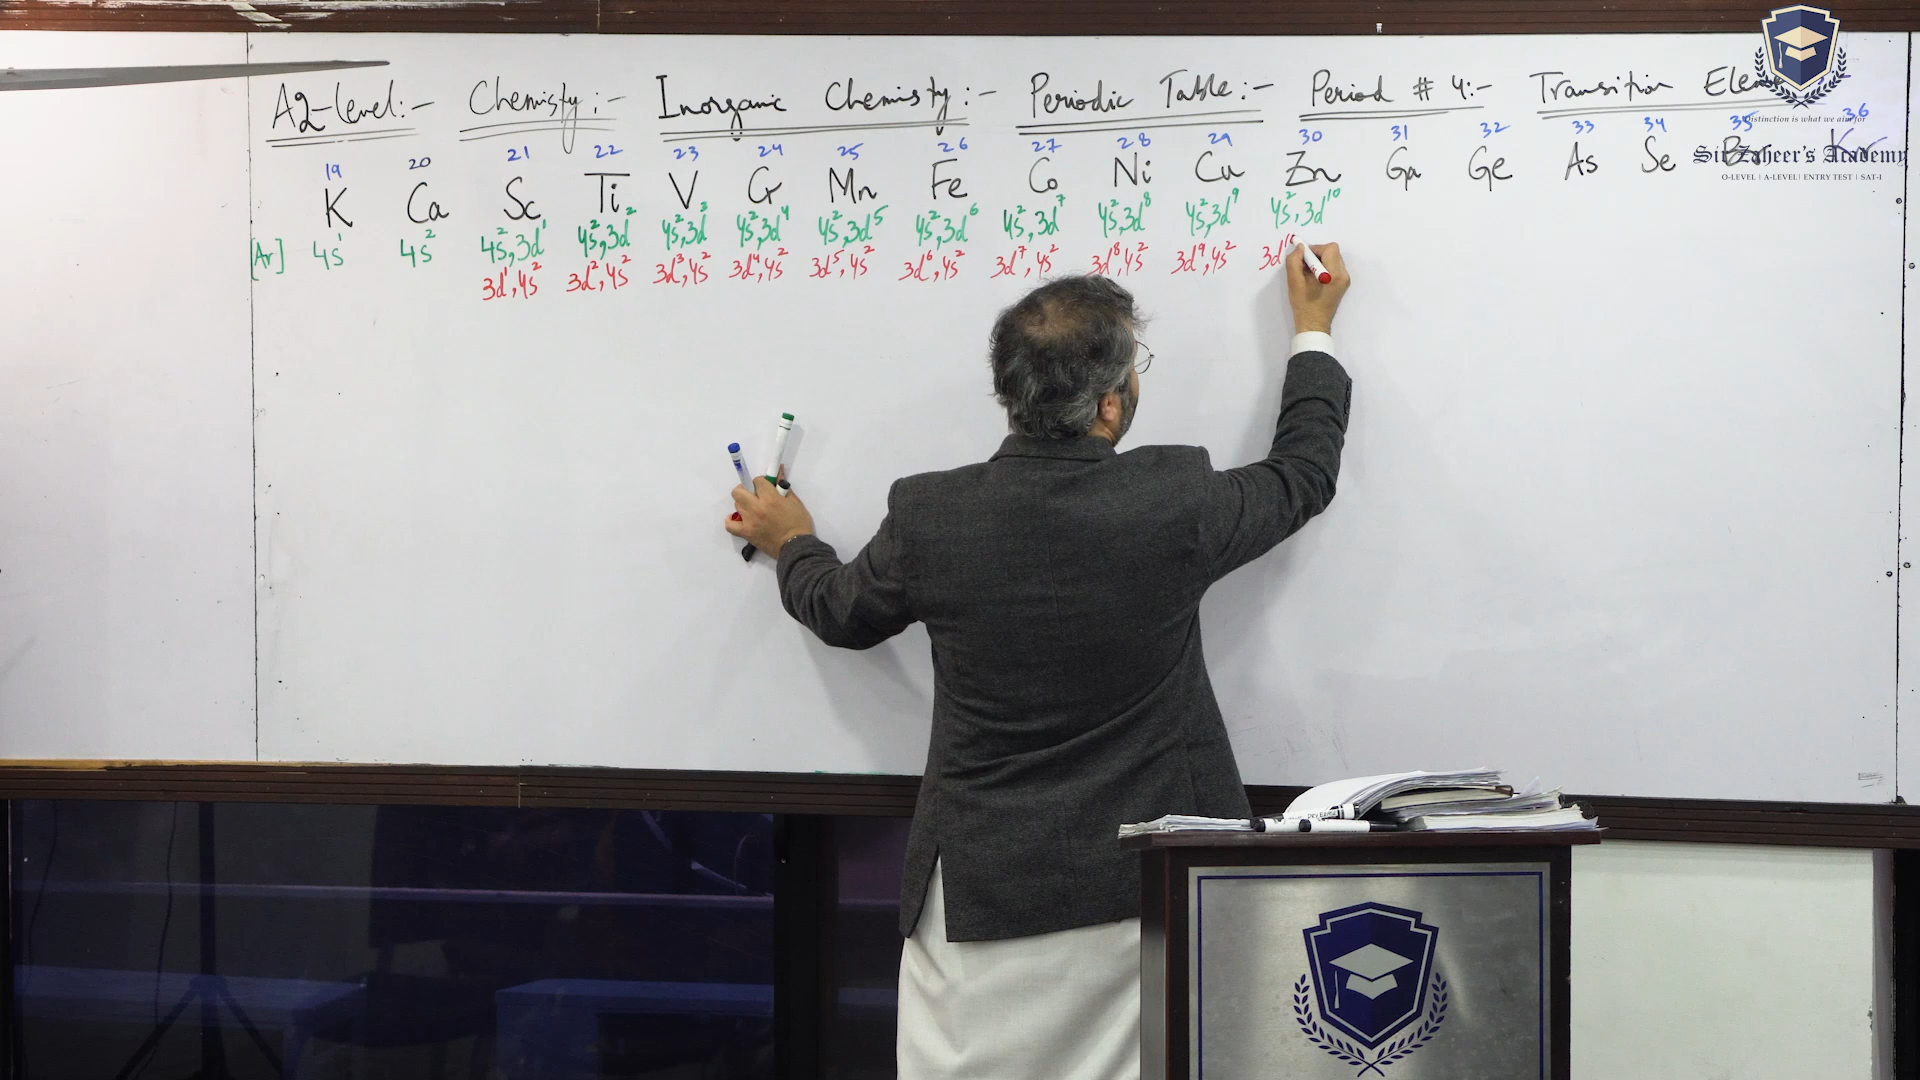 A2-level:- Chemisty:- Inorganic Chemisty:- Periodic Table:- Period # 4:- Transition Eleme
Distinction is what we aim for
19 20 21 22 23 24 25 26 27 28 29 30 31 32 33 34 35 36
K Ca Sc Ti V Cr Mn Fe Co Ni Cu Zn Ga Ge As Se Br Kr
Sir Zaheer's Academy
O-LEVEL | A-LEVEL | ENTRY TEST | SAT-I
[Ar] 4s¹ 4s² 4s²,3d¹ 4s²,3d² 4s²,3d³ 4s²,3d⁴ 4s²,3d⁵ 4s²,3d⁶ 4s²,3d⁷ 4s²,3d⁸ 4s²,3d⁹ 4s²,3d¹⁰
3d¹,4s² 3d²,4s² 3d³,4s² 3d⁴,4s² 3d⁵,4s² 3d⁶,4s² 3d⁷,4s² 3d⁸,4s² 3d⁹,4s² 3d¹⁰